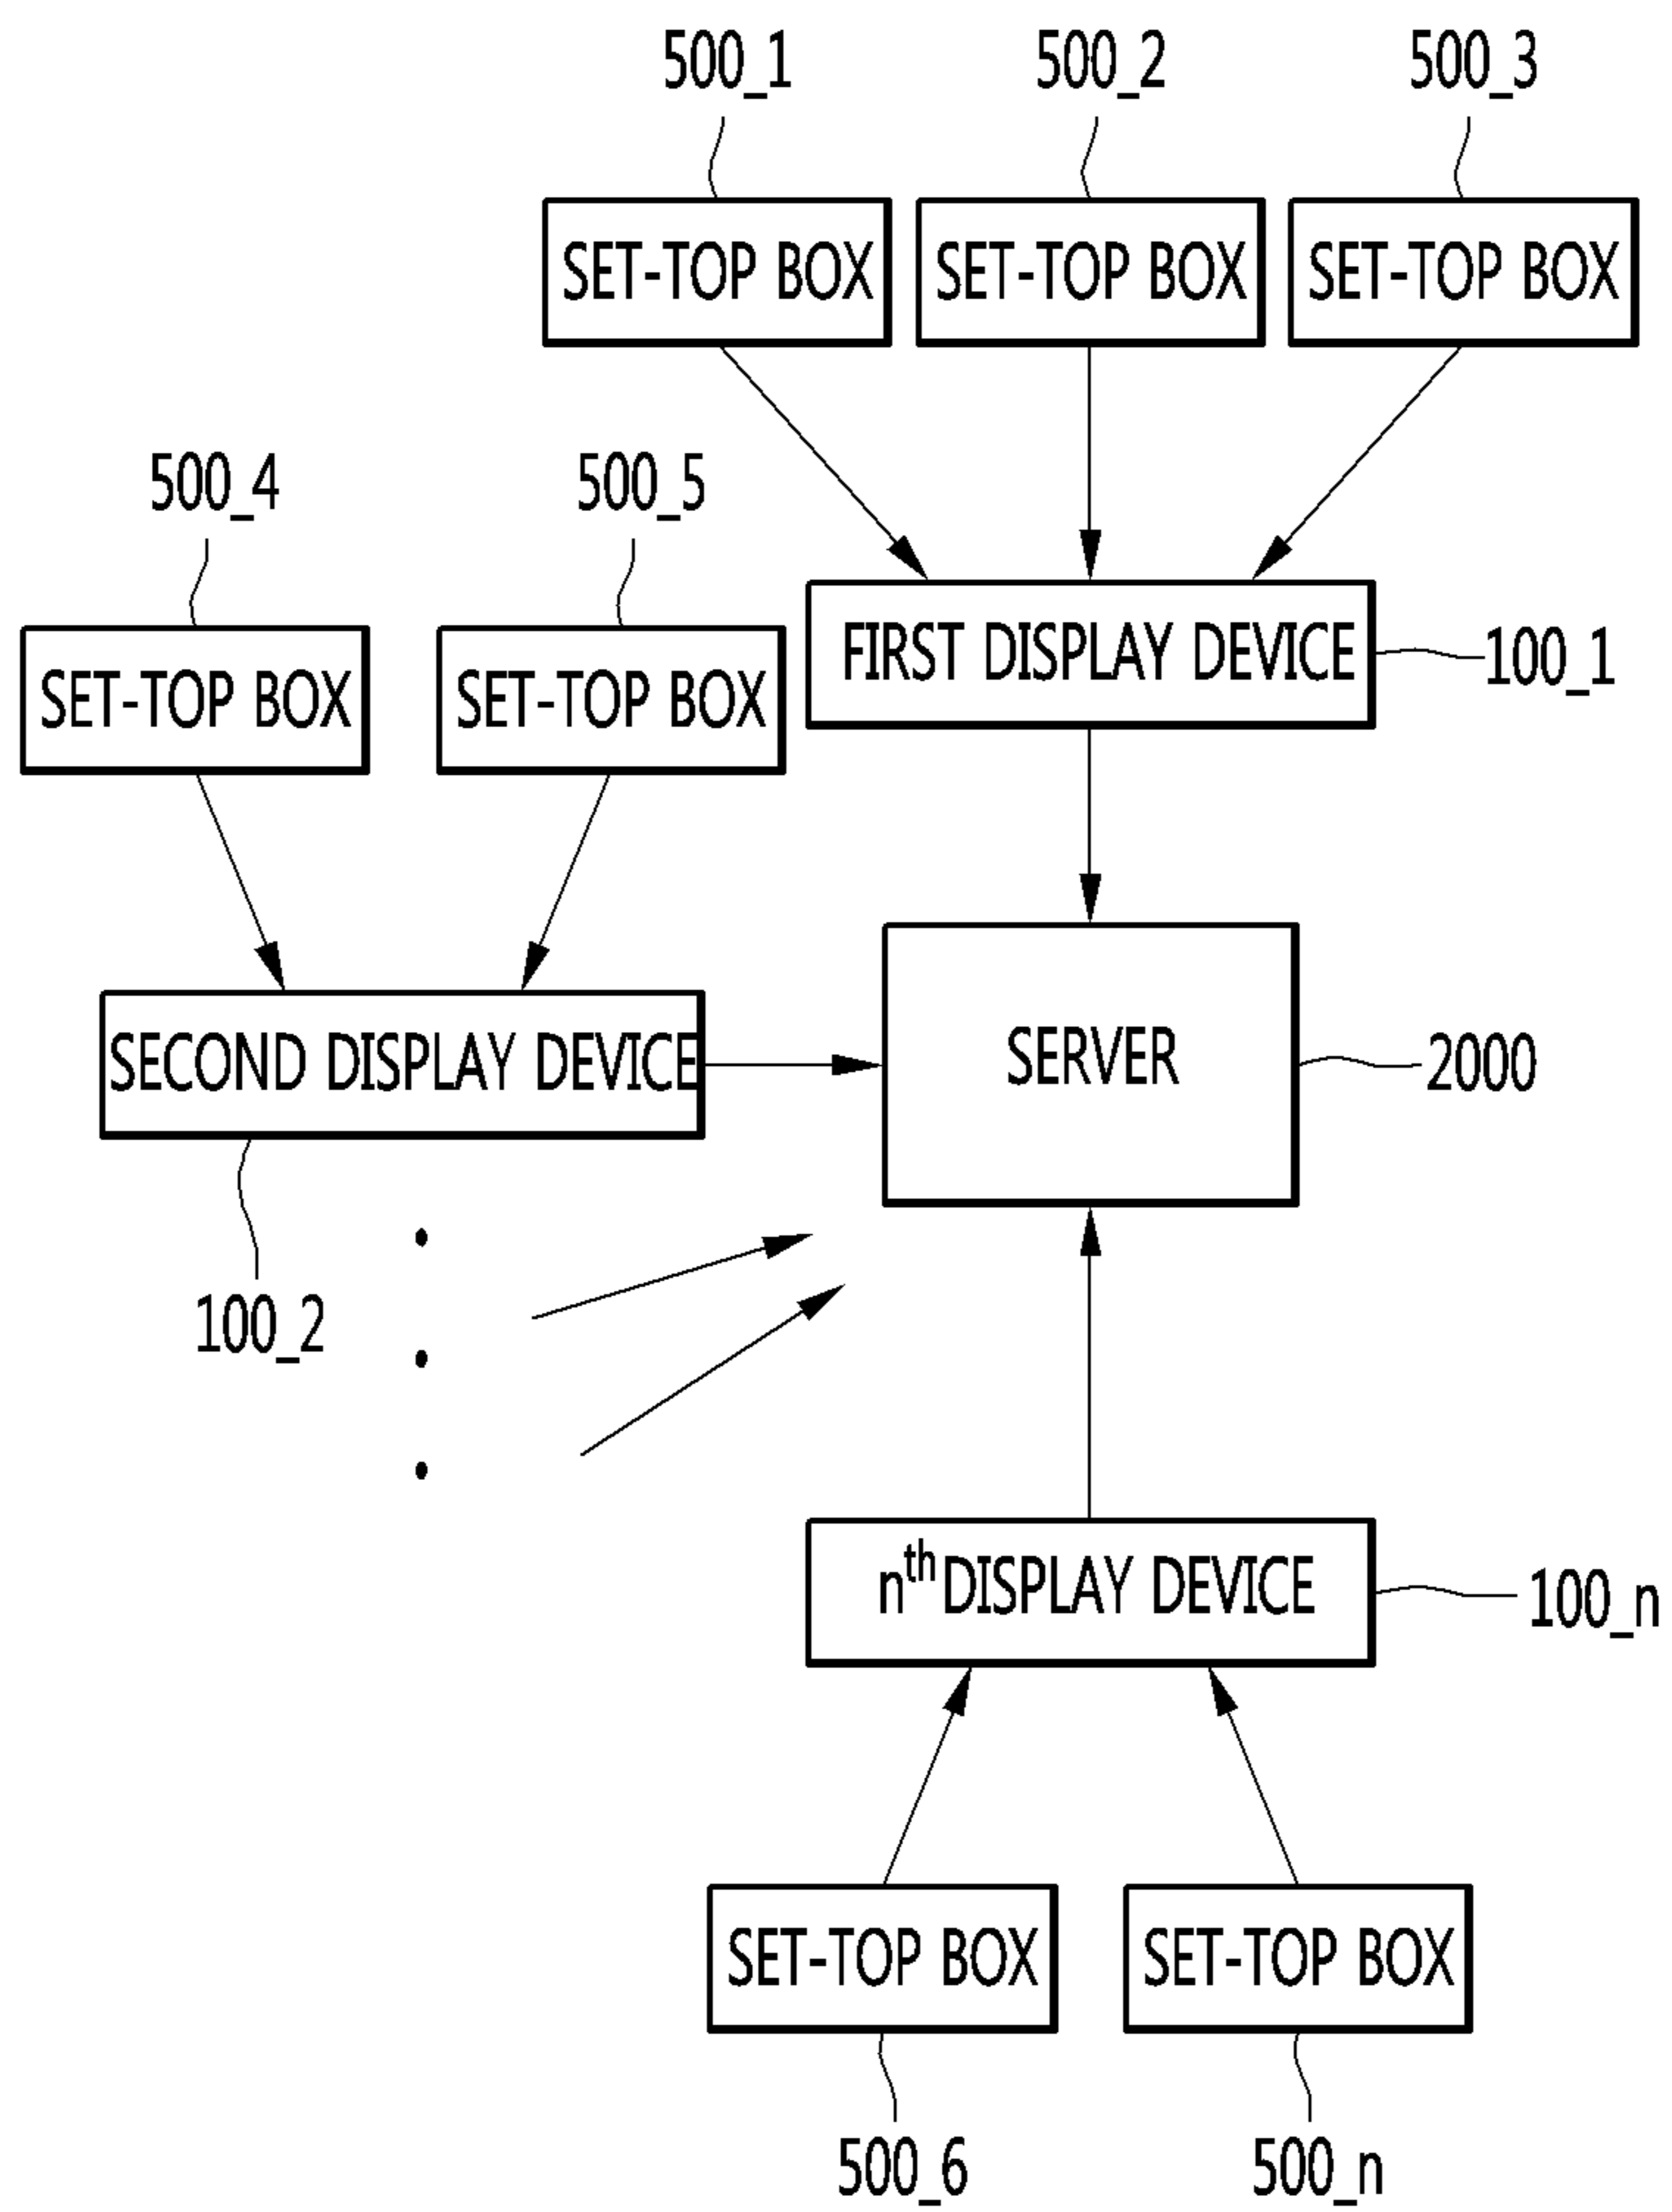 500_1 500_2 500_3
SET-TOP BOX SET-TOP BOX SET-TOP BOX
500_4 500_5
FIRST DISPLAY DEVICE 100_1
SET-TOP BOX SET-TOP BOX
SECOND DISPLAY DEVICE SERVER 2000
100_2
nth DISPLAY DEVICE 100_n
SET-TOP BOX SET-TOP BOX
500_6 500_n